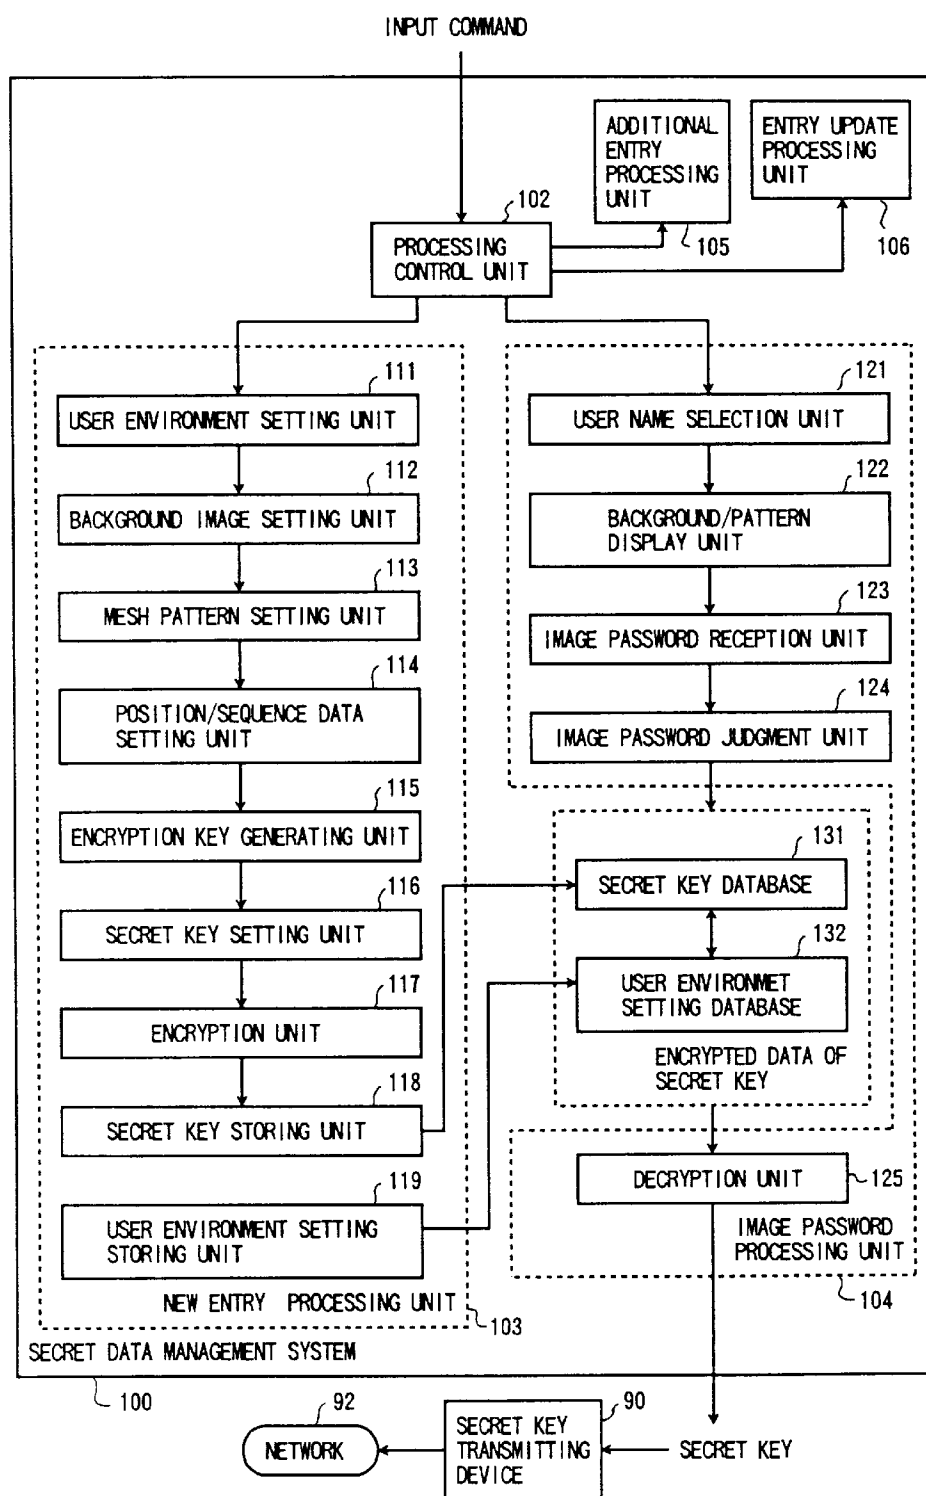 INPUT COMMAND
ADDITIONAL
ENTRY
PROCESSING
UNIT
105
ENTRY UPDATE
PROCESSING
UNIT
106
102
PROCESSING
CONTROL UNIT
111
USER ENVIRONMENT SETTING UNIT
112
BACKGROUND IMAGE SETTING UNIT
113
MESH PATTERN SETTING UNIT
114
POSITION/SEQUENCE DATA
SETTING UNIT
115
ENCRYPTION KEY GENERATING UNIT
116
SECRET KEY SETTING UNIT
117
ENCRYPTION UNIT
118
SECRET KEY STORING UNIT
119
USER ENVIRONMENT SETTING
STORING UNIT
NEW ENTRY PROCESSING UNIT
103
121
USER NAME SELECTION UNIT
122
BACKGROUND/PATTERN
DISPLAY UNIT
123
IMAGE PASSWORD RECEPTION UNIT
124
IMAGE PASSWORD JUDGMENT UNIT
131
SECRET KEY DATABASE
132
USER ENVIRONMET
SETTING DATABASE
ENCRYPTED DATA OF
SECRET KEY
DECRYPTION UNIT
125
IMAGE PASSWORD
PROCESSING UNIT
104
SECRET DATA MANAGEMENT SYSTEM
100
92
NETWORK
90
SECRET KEY
TRANSMITTING
DEVICE
SECRET KEY